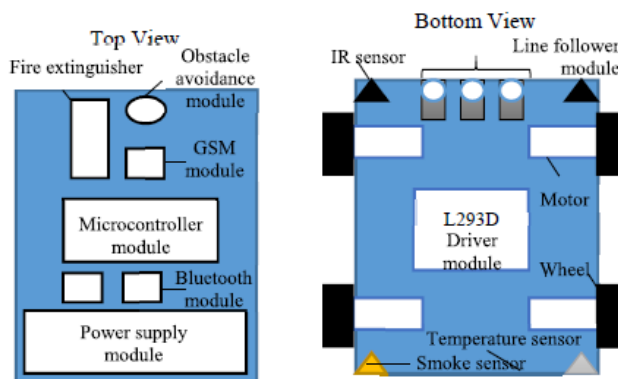 Top View
Fire extinguisher
Obstacle
avoidance
module
GSM
module
Microcontroller
module
Bluetooth
module
Power supply
module
Bottom View
IR sensor
Line follower
module
Motor
L293D
Driver
module
Wheel
Temperature sensor
Smoke sensor